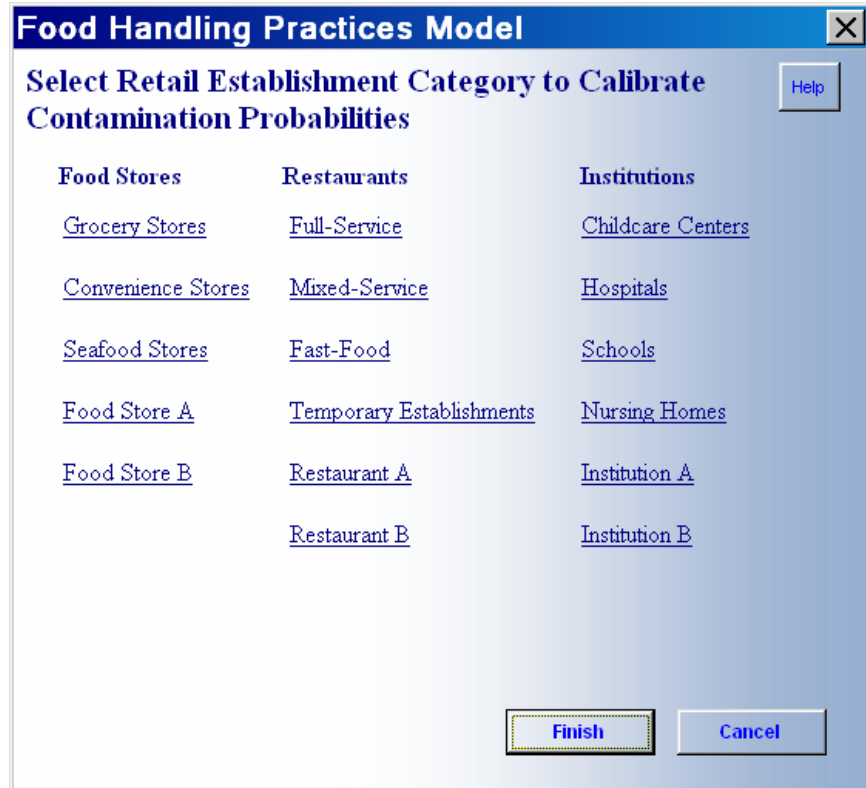 Food Handling Practices Model
Select Retail Establishment Category to Calibrate
Contamination Probabilities
Help
Food Stores
Grocery Stores
Convenience Stores
Seafood Stores
Food Store A
Food Store B
Restaurants
Full-Service
Mixed-Service
Fast-Food
Temporary Establishments
Restaurant A
Restaurant B
Institutions
Childcare Centers
Hospitals
Schools
Nursing Homes
Institution A
Institution B
Finish
Cancel